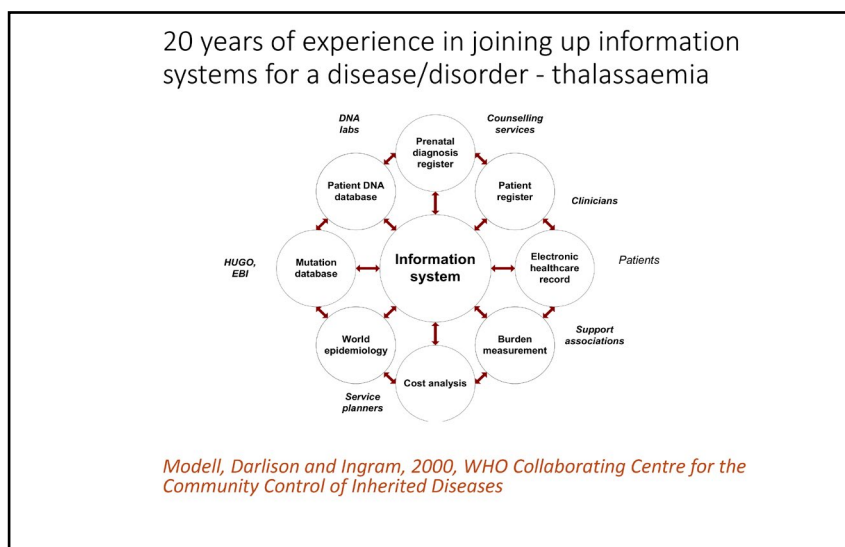 20 years of experience in joining up information
systems for a disease/disorder - thalassaemia
DNA
labs
Counselling
services
Prenatal
diagnosis
register
Patient DNA
database
Patient
register
Clinicians
HUGO,
EBI
Mutation
database
Information
system
Electronic
healthcare
record
Patients
World
epidemiology
Burden
measurement
Support
associations
Cost analysis
Service
planners
Modell, Darlison and Ingram, 2000, WHO Collaborating Centre for the
Community Control of Inherited Diseases